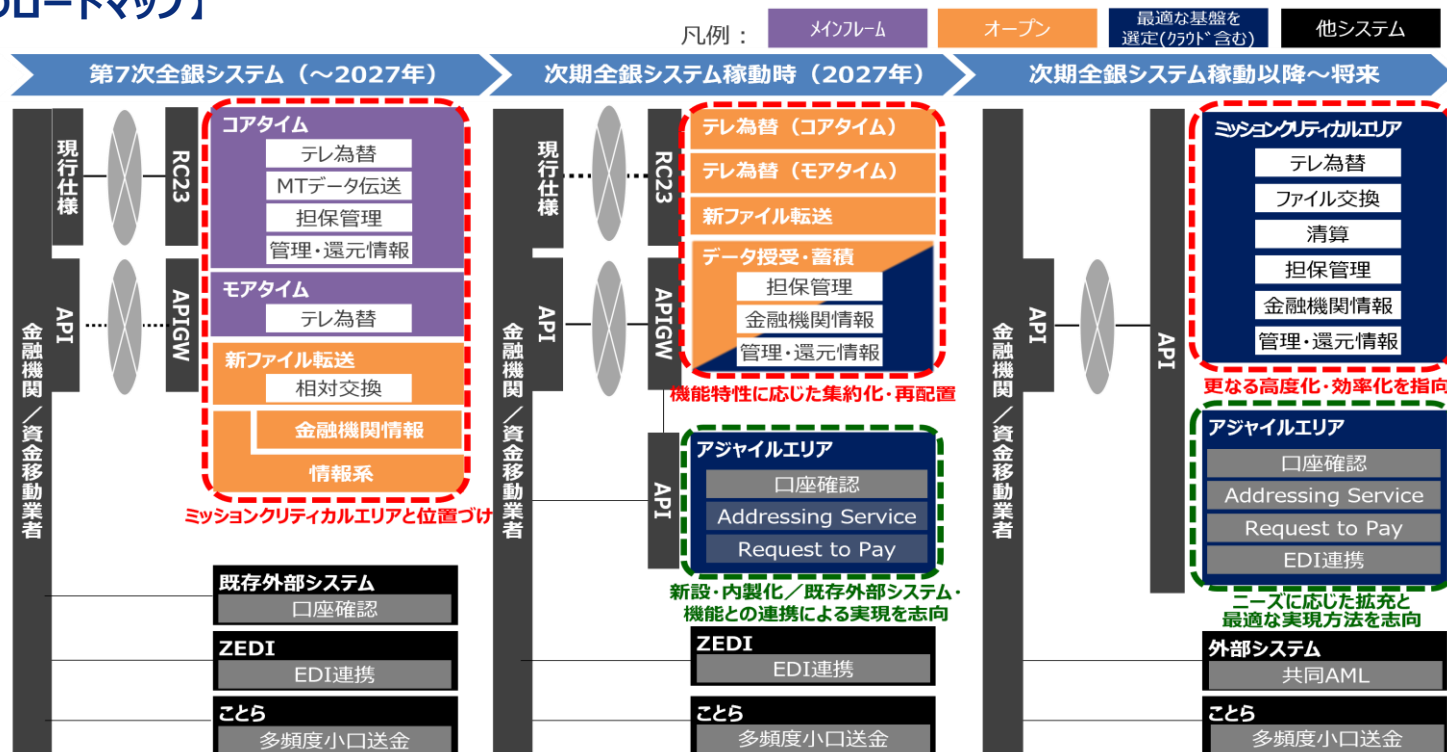 のロードマップ】
凡例：
メインフレーム
オープン
最適な基盤を
選定(クラウド含む)
他システム
第7次全銀システム（～2027年）
次期全銀システム稼動時（2027年）
次期全銀システム稼動以降～将来
金融機関／資金移動業者
現行仕様
RC23
API
APIGW
コアタイム
テレ為替
MTデータ伝送
担保管理
管理・還元情報
モアタイム
テレ為替
新ファイル転送
相対交換
金融機関情報
情報系
ミッションクリティカルエリアと位置づけ
既存外部システム
口座確認
ZEDI
EDI連携
ことら
多頻度小口送金
金融機関／資金移動業者
現行仕様
RC23
API
APIGW
API
テレ為替（コアタイム）
テレ為替（モアタイム）
新ファイル転送
データ授受・蓄積
担保管理
金融機関情報
管理・還元情報
機能特性に応じた集約化・再配置
アジャイルエリア
口座確認
Addressing Service
Request to Pay
新設・内製化／既存外部システム・
機能との連携による実現を志向
ZEDI
EDI連携
ことら
多頻度小口送金
金融機関／資金移動業者
API
API
ミッションクリティカルエリア
テレ為替
ファイル交換
清算
担保管理
金融機関情報
管理・還元情報
更なる高度化・効率化を指向
アジャイルエリア
口座確認
Addressing Service
Request to Pay
EDI連携
ニーズに応じた拡充と
最適な実現方法を志向
外部システム
共同AML
ことら
多頻度小口送金